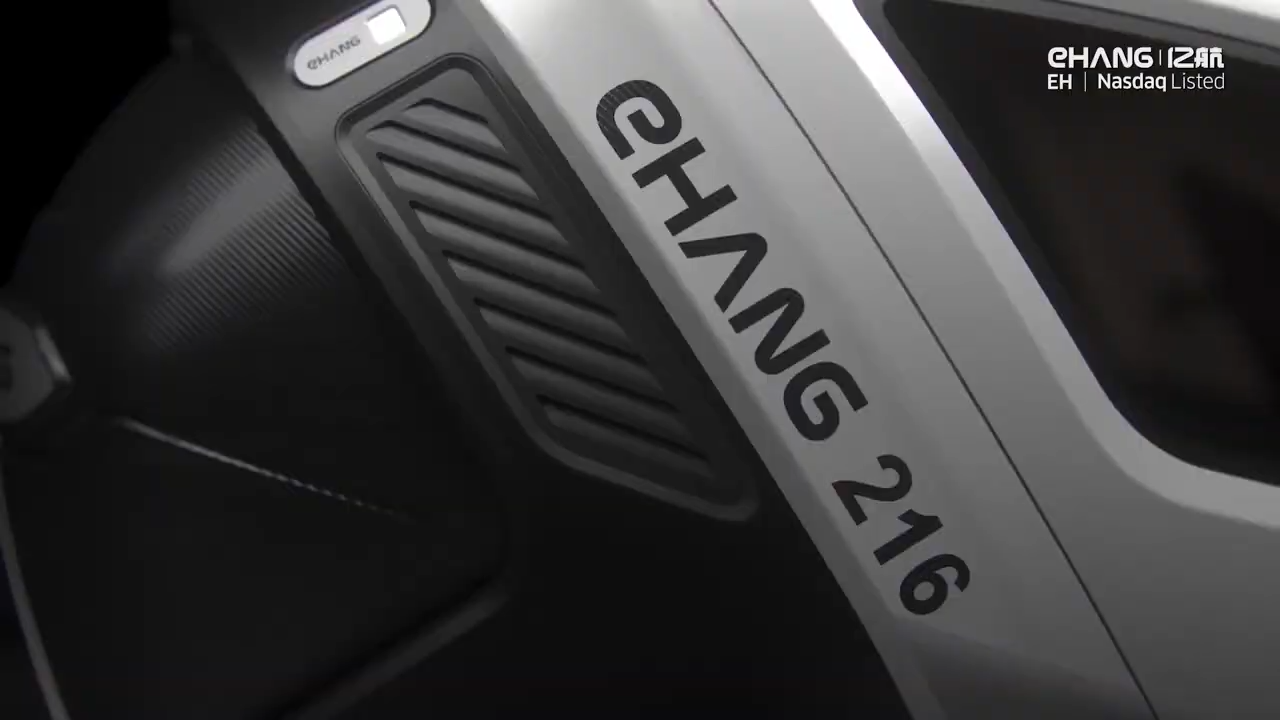 EHANG
EHANG 216
EHANG | 亿航
EH | Nasdaq Listed